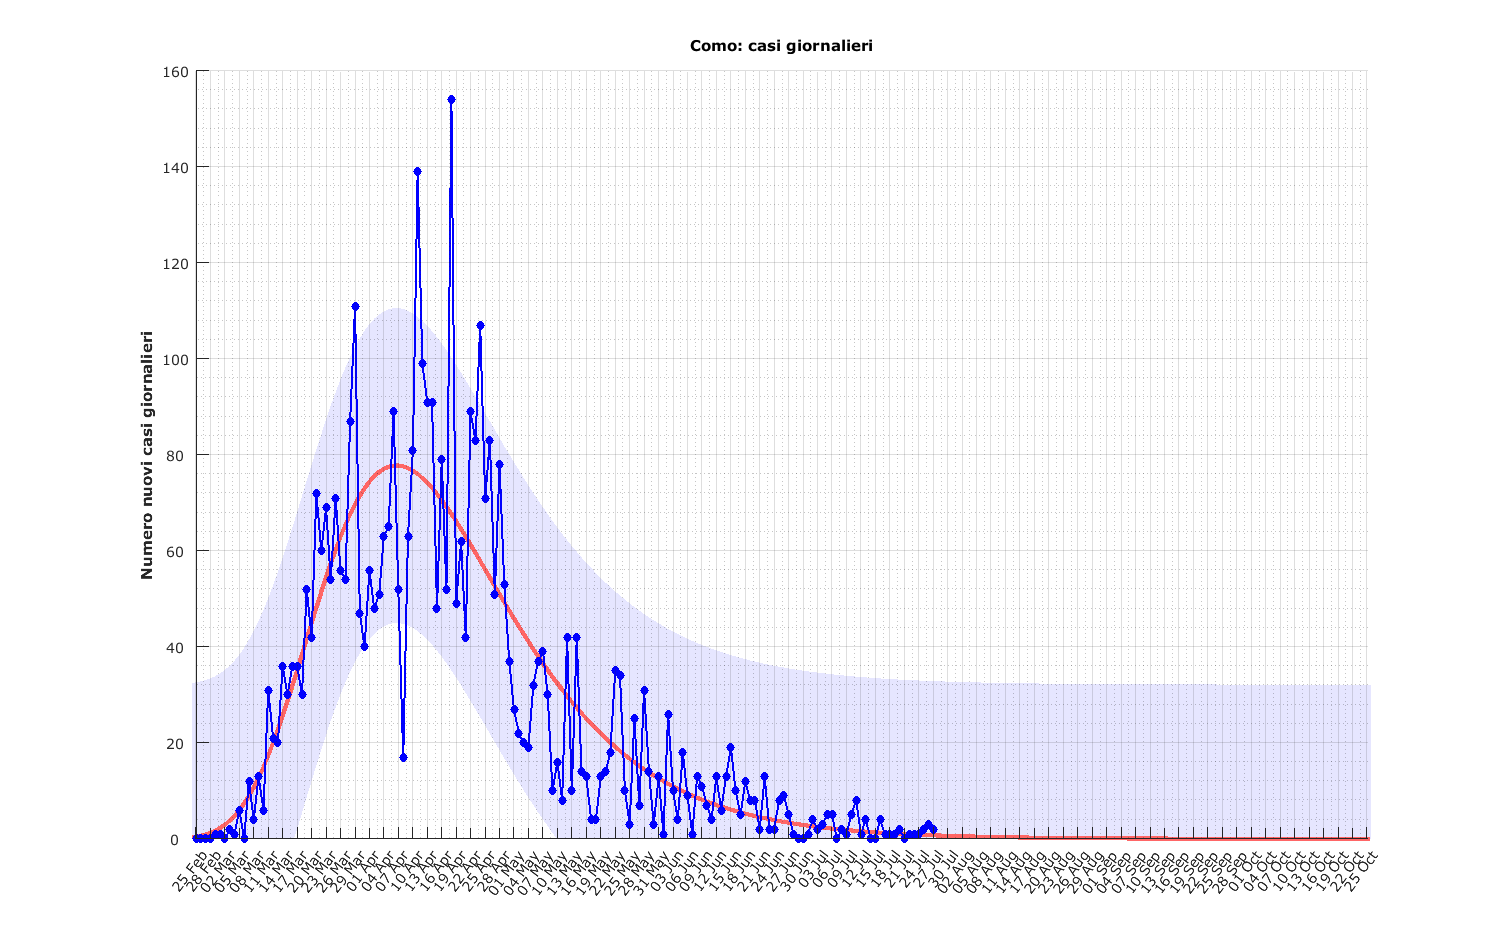 Como: casi giornalieri
Numero nuovi casi giornalieri
160
140
120
100
80
60
40
20
0
25 Feb
28 Feb
02 Mar
05 Mar
08 Mar
11 Mar
14 Mar
17 Mar
20 Mar
23 Mar
26 Mar
29 Mar
01 Apr
04 Apr
07 Apr
10 Apr
13 Apr
16 Apr
19 Apr
22 Apr
25 Apr
28 Apr
01 May
04 May
07 May
10 May
13 May
16 May
19 May
22 May
25 May
28 May
31 May
03 Jun
06 Jun
09 Jun
12 Jun
15 Jun
18 Jun
21 Jun
24 Jun
27 Jun
30 Jun
03 Jul
06 Jul
09 Jul
12 Jul
15 Jul
18 Jul
21 Jul
24 Jul
27 Jul
30 Jul
02 Aug
05 Aug
08 Aug
11 Aug
14 Aug
17 Aug
20 Aug
23 Aug
26 Aug
29 Aug
01 Sep
04 Sep
07 Sep
10 Sep
13 Sep
16 Sep
19 Sep
22 Sep
25 Sep
28 Sep
01 Oct
04 Oct
07 Oct
10 Oct
13 Oct
16 Oct
19 Oct
22 Oct
25 Oct